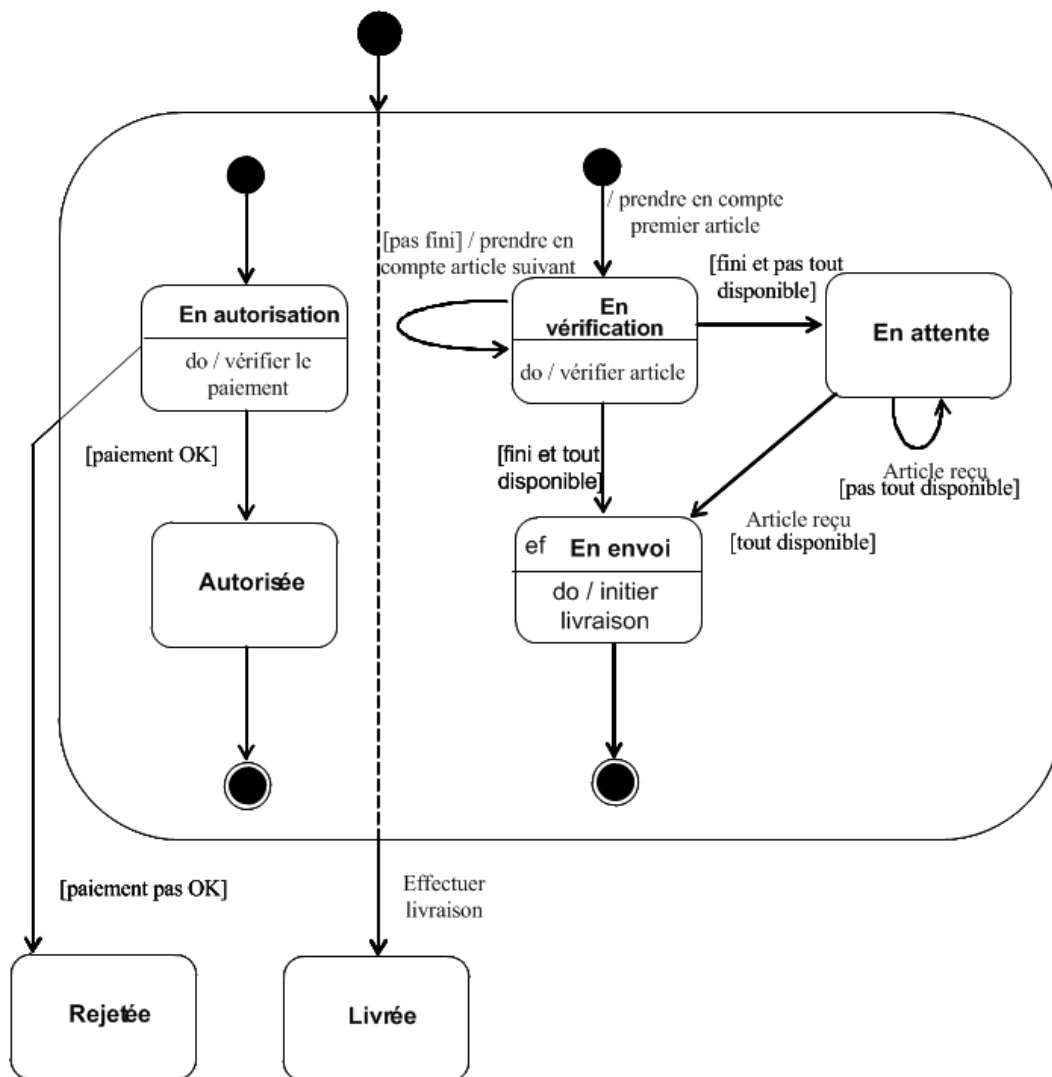 / prendre en compte
premier article
[pas fini] / prendre en
compte article suivant
[fini et pas tout
disponible]
En autorisation
do / vérifier le
paiement
En
vérification
do / vérifier article
En attente
[paiement OK]
[fini et tout
disponible]
Article reçu
[pas tout disponible]
Article reçu
[tout disponible]
Autorisée
ef En envoi
do / initier
livraison
[paiement pas OK]
Effectuer
livraison
Rejetée
Livrée